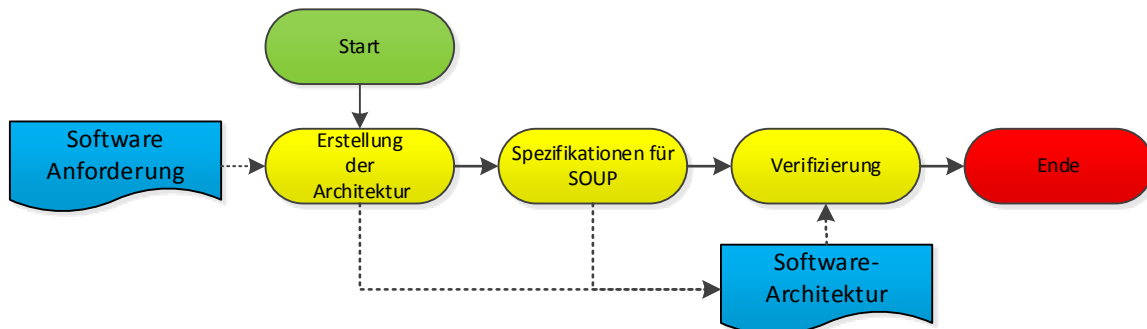 Start
Software
Anforderung
Erstellung
der
Architektur
Spezifikationen für
SOUP
Verifizierung
Ende
Software-
Architektur